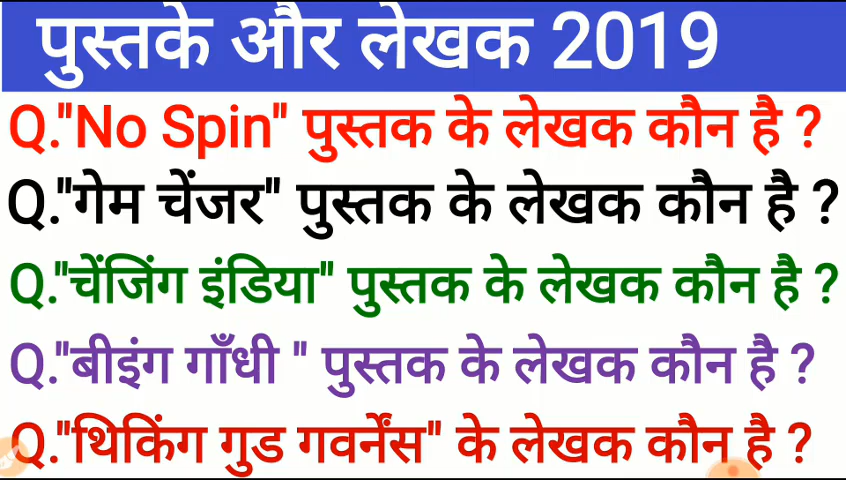 पुस्तके और लेखक 2019
Q."No Spin" पुस्तक के लेखक कौन है ?
Q."गेम चेंजर" पुस्तक के लेखक कौन है ?
Q."चेंजिंग इंडिया" पुस्तक के लेखक कौन है ?
Q."बीइंग गाँधी " पुस्तक के लेखक कौन है ?
Q."थिकिंग गुड गवर्नेंस" के लेखक कौन है ?